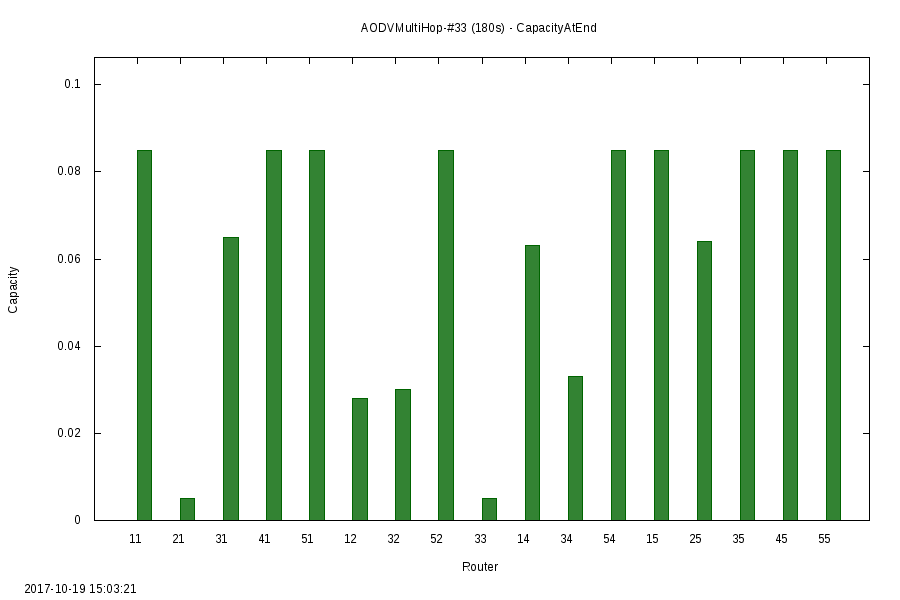 AODVMultiHop-#33 (180s) - CapacityAtEnd
0.1
0.08
0.06
0.04
0.02
0
Capacity
11 21 31 41 51 12 32 52 33 14 34 54 15 25 35 45 55
Router
2017-10-19 15:03:21